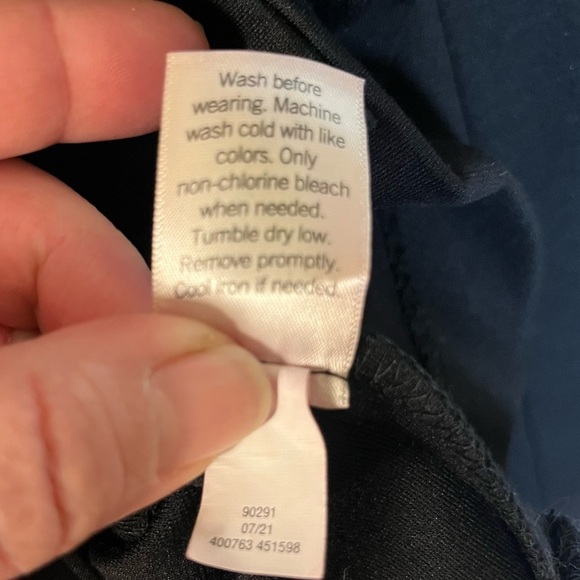 Wash before
wearing. Machine
wash cold with like
colors. Only
non-chlorine bleach
when needed.
Tumble dry low.
Remove promptly.
Cool iron if needed.
90291
07/21
400763 451598